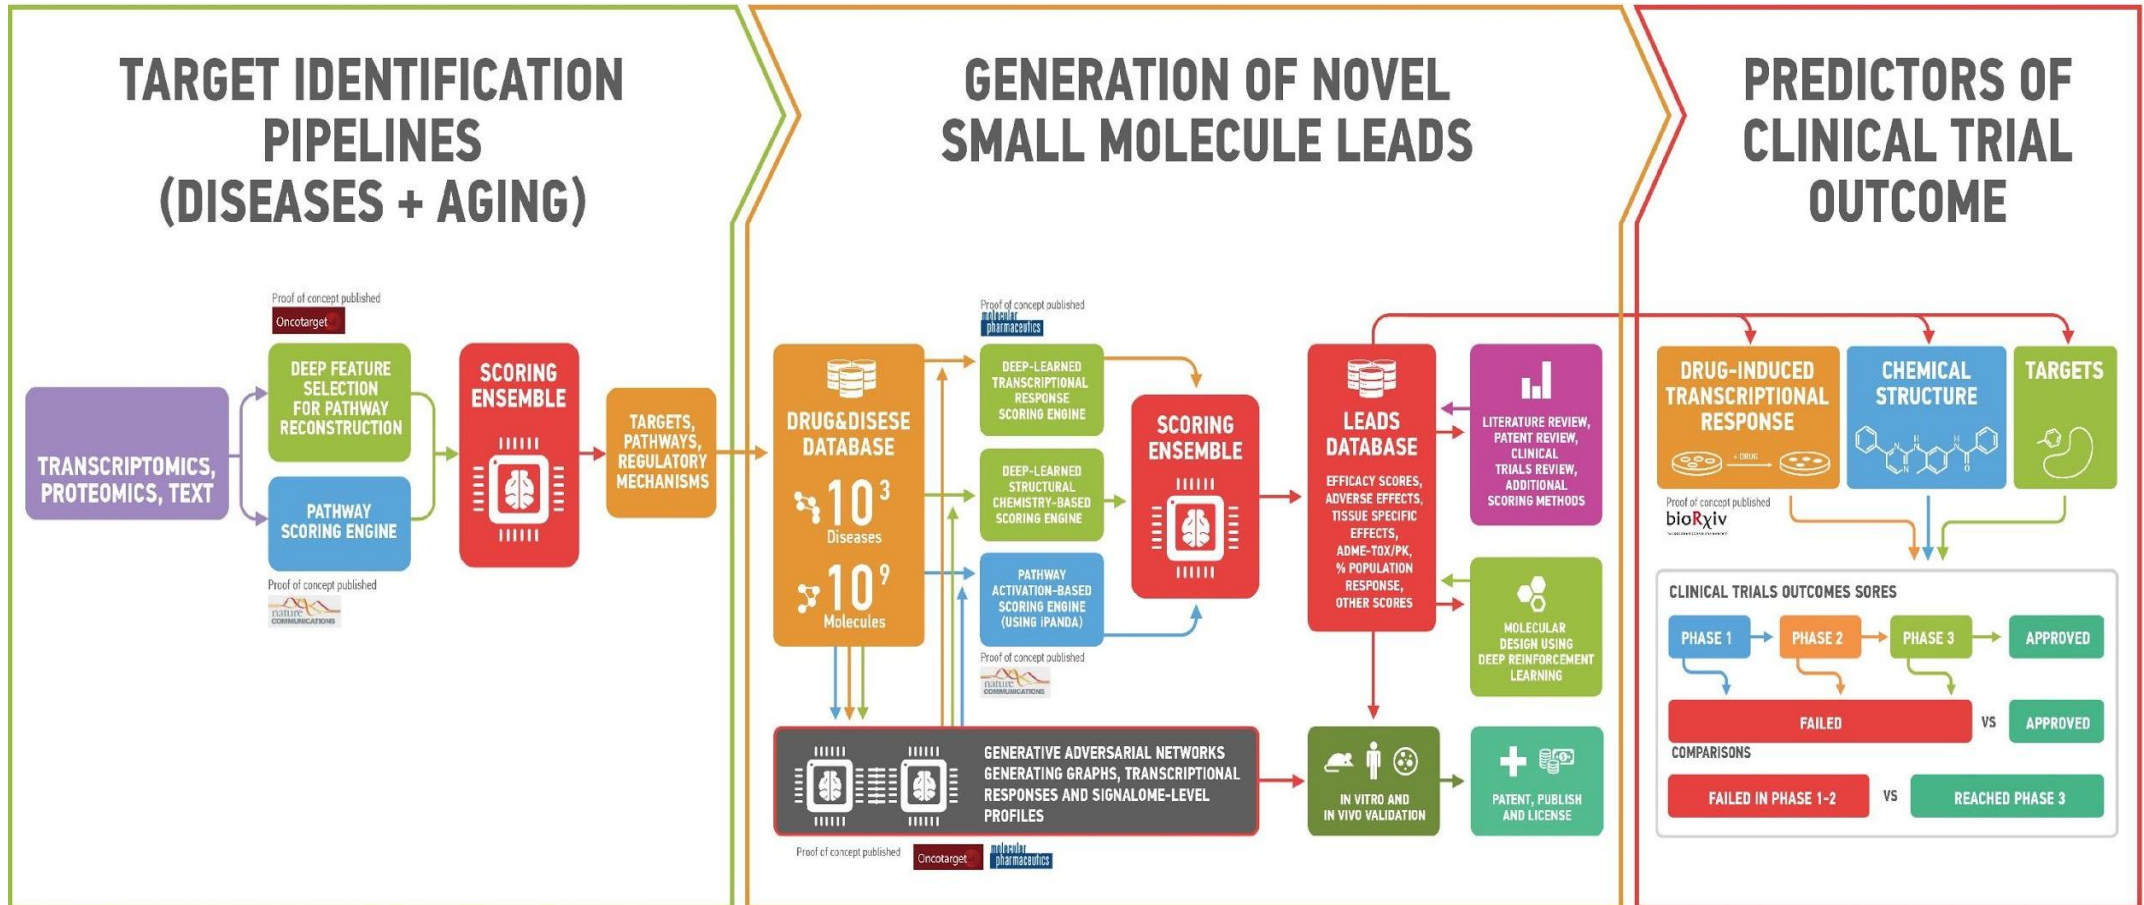 TARGET IDENTIFICATION
PIPELINES
(DISEASES + AGING)
Proof of concept published
Oncotarget
DEEP FEATURE
SELECTION
FOR PATHWAY
RECONSTRUCTION
TRANSCRIPTOMICS,
PROTEOMICS, TEXT
PATHWAY
SCORING ENGINE
Proof of concept published
nature
COMMUNICATIONS
SCORING
ENSEMBLE
TARGETS,
PATHWAYS,
REGULATORY
MECHANISMS
GENERATION OF NOVEL
SMALL MOLECULE LEADS
DRUG&DISESE
DATABASE
10 3
Diseases
10 9
Molecules
Proof of concept published
molecular
pharmaceutics
DEEP-LEARNED
TRANSCRIPTIONAL
RESPONSE
SCORING ENGINE
DEEP-LEARNED
STRUCTURAL
CHEMISTRY-BASED
SCORING ENGINE
PATHWAY
ACTIVATION-BASED
SCORING ENGINE
(USING iPANDA)
Proof of concept published
nature
COMMUNICATIONS
SCORING
ENSEMBLE
LEADS
DATABASE
EFFICACY SCORES,
ADVERSE EFFECTS,
TISSUE SPECIFIC
EFFECTS,
ADME-TOX/PK,
% POPULATION
RESPONSE,
OTHER SCORES
LITERATURE REVIEW,
PATENT REVIEW,
CLINICAL
TRIALS REVIEW,
ADDITIONAL
SCORING METHODS
MOLECULAR
DESIGN USING
DEEP REINFORCEMENT
LEARNING
GENERATIVE ADVERSARIAL NETWORKS
GENERATING GRAPHS, TRANSCRIPTIONAL
RESPONSES AND SIGNALOME-LEVEL
PROFILES
Proof of concept published
Oncotarget
molecular
pharmaceutics
IN VITRO AND
IN VIVO VALIDATION
PATENT, PUBLISH
AND LICENSE
PREDICTORS OF
CLINICAL TRIAL
OUTCOME
DRUG-INDUCED
TRANSCRIPTIONAL
RESPONSE
+ DRUG
CHEMICAL
STRUCTURE
N
N
H
N
H
N
O
TARGETS
Proof of concept published
bioRxiv
CLINICAL TRIALS OUTCOMES SORES
PHASE 1
PHASE 2
PHASE 3
APPROVED
FAILED
VS
APPROVED
COMPARISONS
FAILED IN PHASE 1-2
VS
REACHED PHASE 3